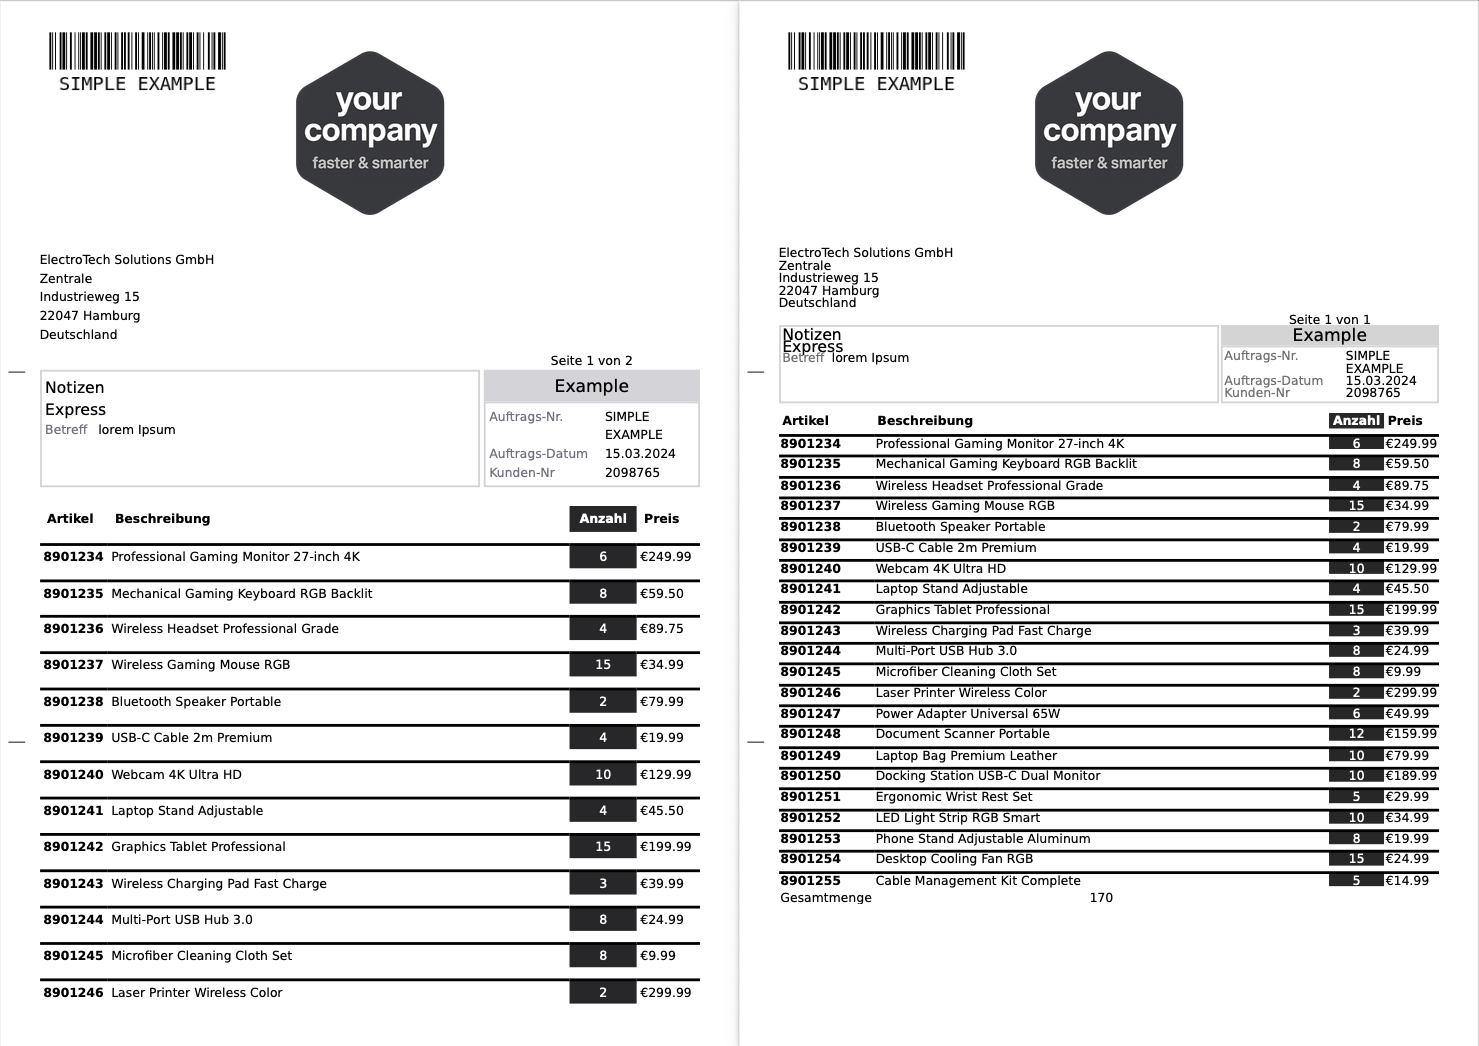 SIMPLE EXAMPLE
your
company
faster & smarter
ElectroTech Solutions GmbH
Zentrale
Industrieweg 15
22047 Hamburg
Deutschland
Seite 1 von 2
Notizen
Express
Betreff lorem Ipsum
Example
Auftrags-Nr. SIMPLE
EXAMPLE
Auftrags-Datum 15.03.2024
Kunden-Nr 2098765
Artikel Beschreibung Anzahl Preis
8901234 Professional Gaming Monitor 27-inch 4K 6 €249.99
8901235 Mechanical Gaming Keyboard RGB Backlit 8 €59.50
8901236 Wireless Headset Professional Grade 4 €89.75
8901237 Wireless Gaming Mouse RGB 15 €34.99
8901238 Bluetooth Speaker Portable 2 €79.99
8901239 USB-C Cable 2m Premium 4 €19.99
8901240 Webcam 4K Ultra HD 10 €129.99
8901241 Laptop Stand Adjustable 4 €45.50
8901242 Graphics Tablet Professional 15 €199.99
8901243 Wireless Charging Pad Fast Charge 3 €39.99
8901244 Multi-Port USB Hub 3.0 8 €24.99
8901245 Microfiber Cleaning Cloth Set 8 €9.99
8901246 Laser Printer Wireless Color 2 €299.99
SIMPLE EXAMPLE
your
company
faster & smarter
ElectroTech Solutions GmbH
Zentrale
Industrieweg 15
22047 Hamburg
Deutschland
Seite 1 von 1
Notizen
Express
Betreff lorem Ipsum
Example
Auftrags-Nr. SIMPLE
EXAMPLE
Auftrags-Datum 15.03.2024
Kunden-Nr 2098765
Artikel Beschreibung Anzahl Preis
8901234 Professional Gaming Monitor 27-inch 4K 6 €249.99
8901235 Mechanical Gaming Keyboard RGB Backlit 8 €59.50
8901236 Wireless Headset Professional Grade 4 €89.75
8901237 Wireless Gaming Mouse RGB 15 €34.99
8901238 Bluetooth Speaker Portable 2 €79.99
8901239 USB-C Cable 2m Premium 4 €19.99
8901240 Webcam 4K Ultra HD 10 €129.99
8901241 Laptop Stand Adjustable 4 €45.50
8901242 Graphics Tablet Professional 15 €199.99
8901243 Wireless Charging Pad Fast Charge 3 €39.99
8901244 Multi-Port USB Hub 3.0 8 €24.99
8901245 Microfiber Cleaning Cloth Set 8 €9.99
8901246 Laser Printer Wireless Color 2 €299.99
8901247 Power Adapter Universal 65W 6 €49.99
8901248 Document Scanner Portable 12 €159.99
8901249 Laptop Bag Premium Leather 10 €79.99
8901250 Docking Station USB-C Dual Monitor 10 €189.99
8901251 Ergonomic Wrist Rest Set 5 €29.99
8901252 LED Light Strip RGB Smart 10 €34.99
8901253 Phone Stand Adjustable Aluminum 8 €19.99
8901254 Desktop Cooling Fan RGB 15 €24.99
8901255 Cable Management Kit Complete 5 €14.99
Gesamtmenge 170